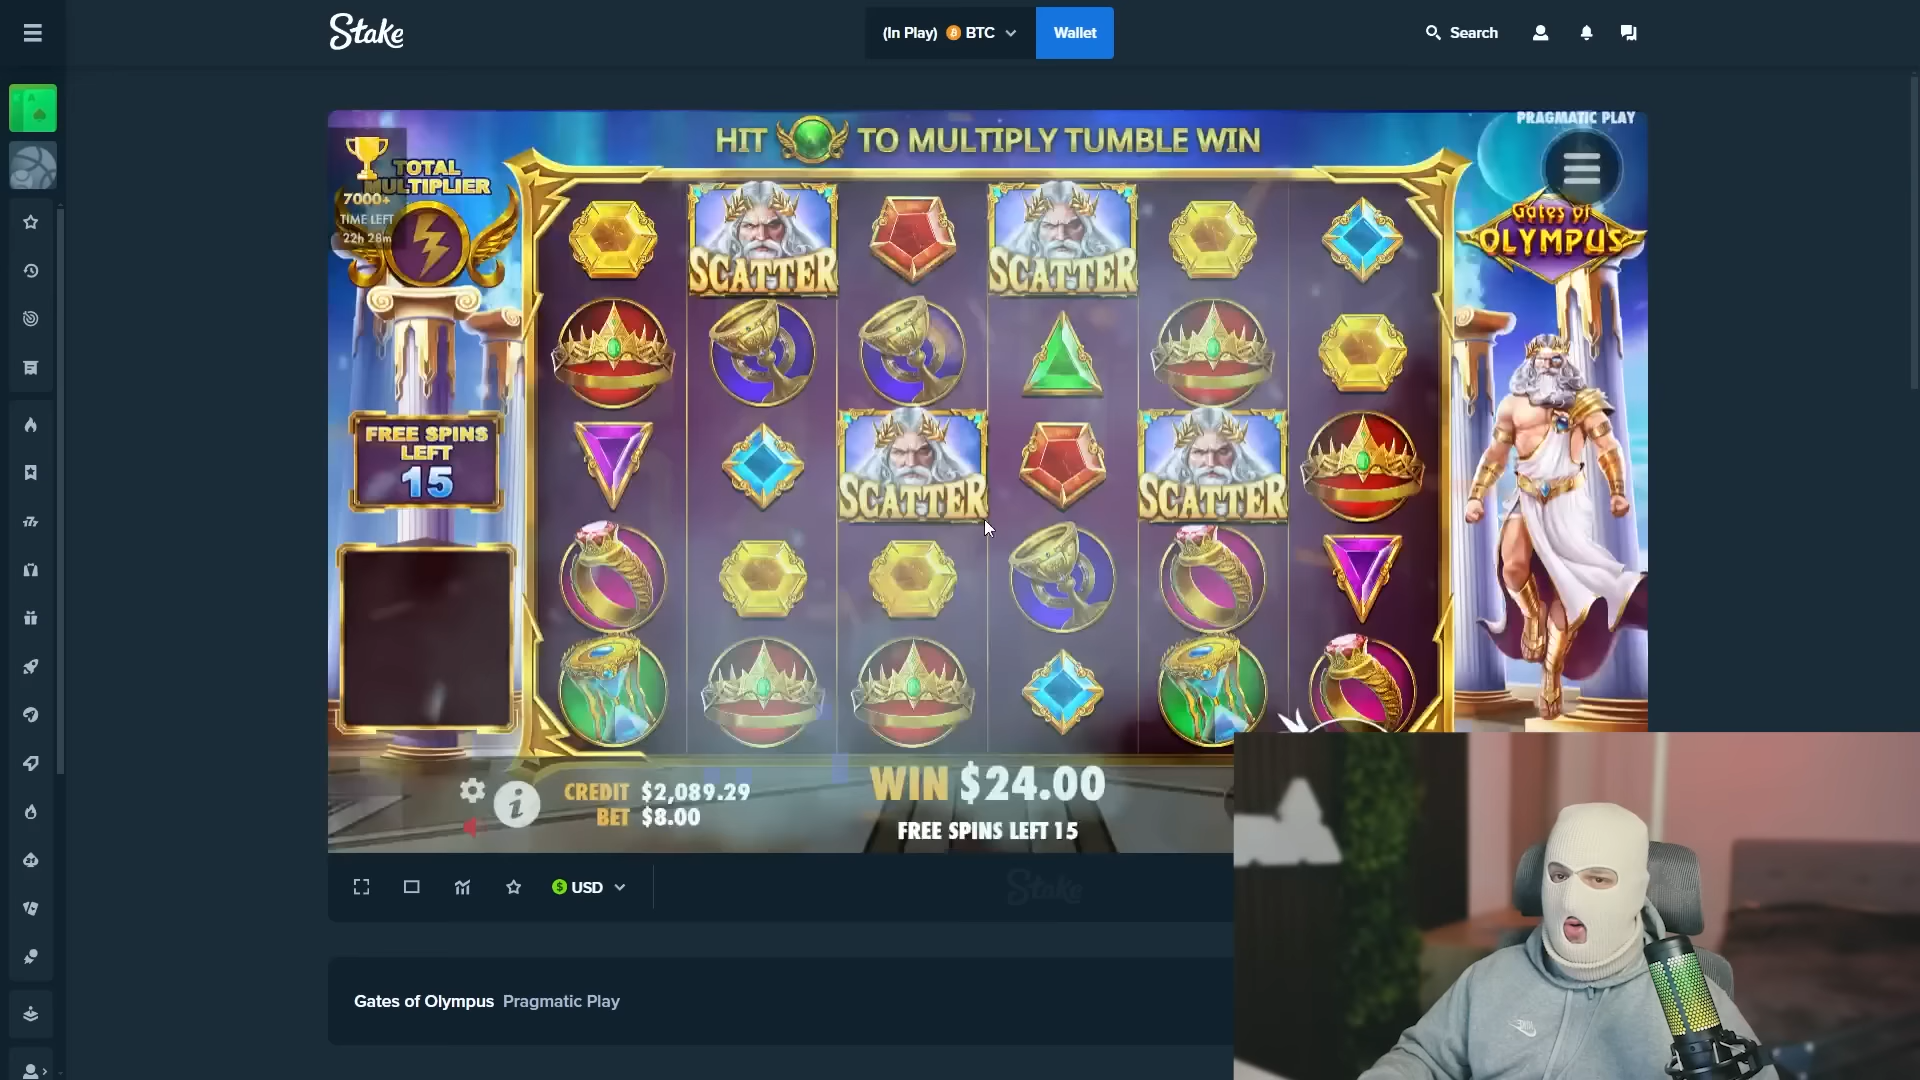 Stake
(In Play) BTC
Wallet
Search
PRAGMATIC PLAY
HIT TO MULTIPLY TUMBLE WIN
TOTAL
MULTIPLIER
7000+
TIME LEFT
22h 28m
Gates of
OLYMPUS
SCATTER
SCATTER
SCATTER
SCATTER
FREE SPINS
LEFT
15
CREDIT $2,089.29
BET $8.00
WIN $24.00
FREE SPINS LEFT 15
USD
Stake
Gates of Olympus Pragmatic Play